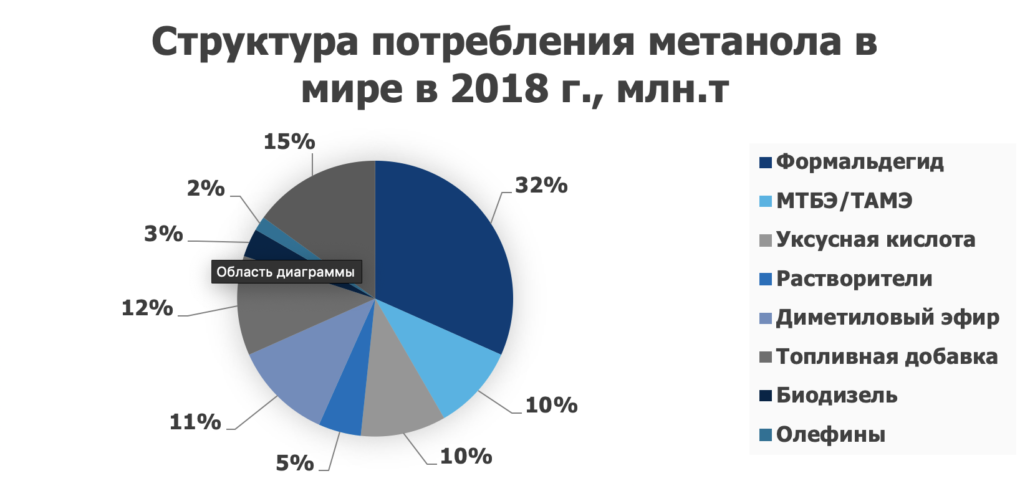 Структура потребления метанола в
мире в 2018 г., млн.т
15%
32%
2%
3%
Область диаграммы
12%
11%
5%
10%
10%
Формальдегид
МТБЭ/ТАМЭ
Уксусная кислота
Растворители
Диметиловый эфир
Топливная добавка
Биодизель
Олефины